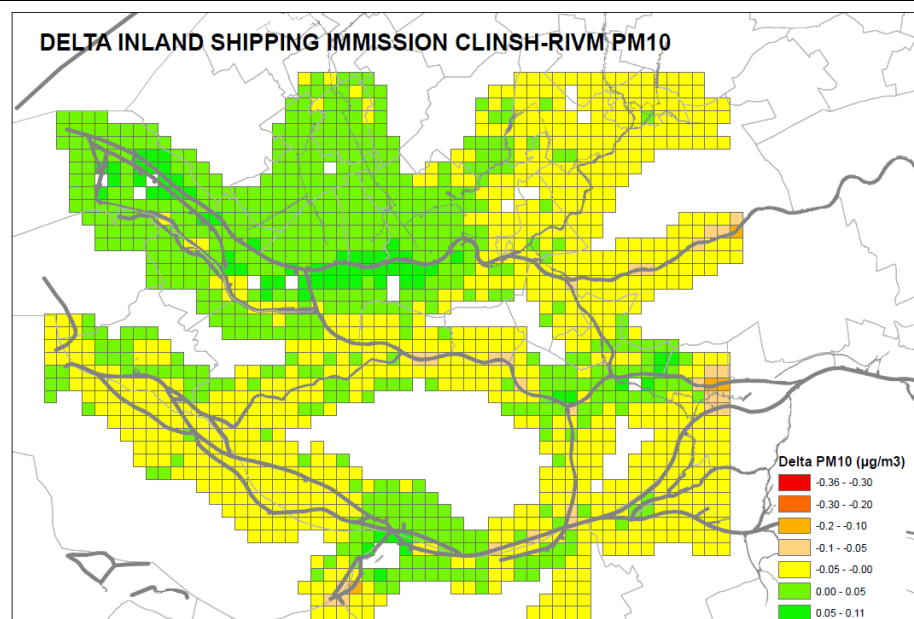 DELTA INLAND SHIPPING IMMISSION CLINSH-RIVM PM10
Delta PM10 (µg/m3)
-0.36 - -0.30
-0.30 - -0.20
-0.2 - -0.10
-0.1 - -0.05
-0.05 - -0.00
0.00 - 0.05
0.05 - 0.11